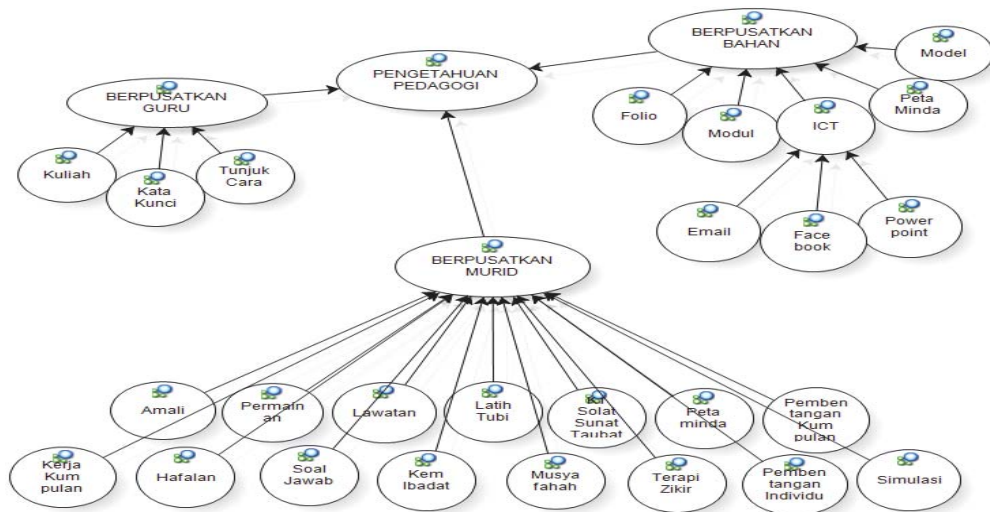 BERPUSATKAN
BAHAN
Model
PENGETAHUAN
PEDAGOGI
BERPUSATKAN
GURU
Folio
Modul
ICT
Peta
Minda
Kuliah
Kata
Kunci
Tunjuk
Cara
Email
Face
book
Power
point
BERPUSATKAN
MURID
Amali
Permain
an
Lawatan
Latih
Tubi
Solat
Sunat
Taubat
Peta
minda
Pemben
tangan
Kum
pulan
Kerja
Kum
pulan
Hafalan
Soal
Jawab
Kem
Ibadat
Musya
fahah
Terapi
Zikir
Pemben
tangan
Individu
Simulasi